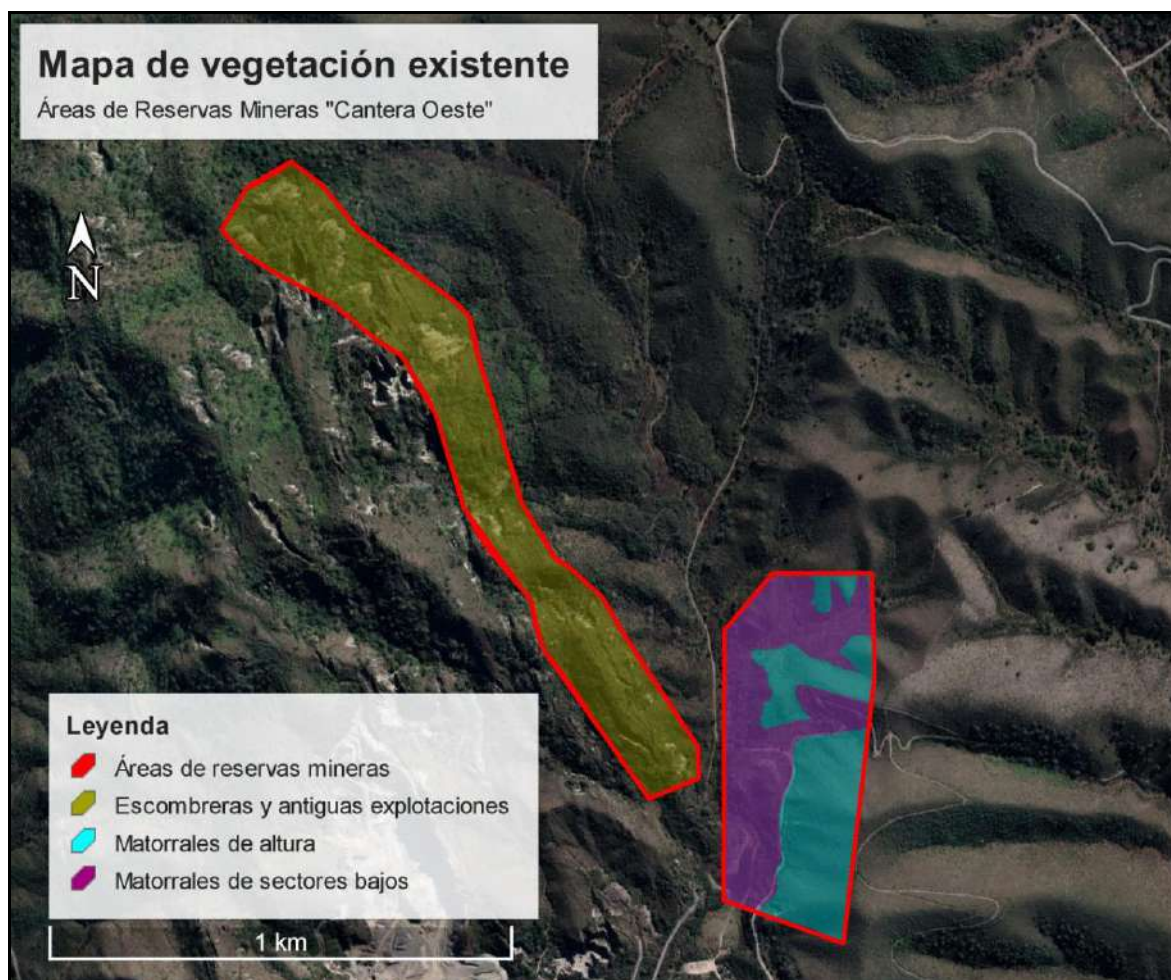 Mapa de vegetación existente
Áreas de Reservas Mineras "Cantera Oeste"
N
Leyenda
Áreas de reservas mineras
Escombreras y antiguas explotaciones
Matorrales de altura
Matorrales de sectores bajos
1 km